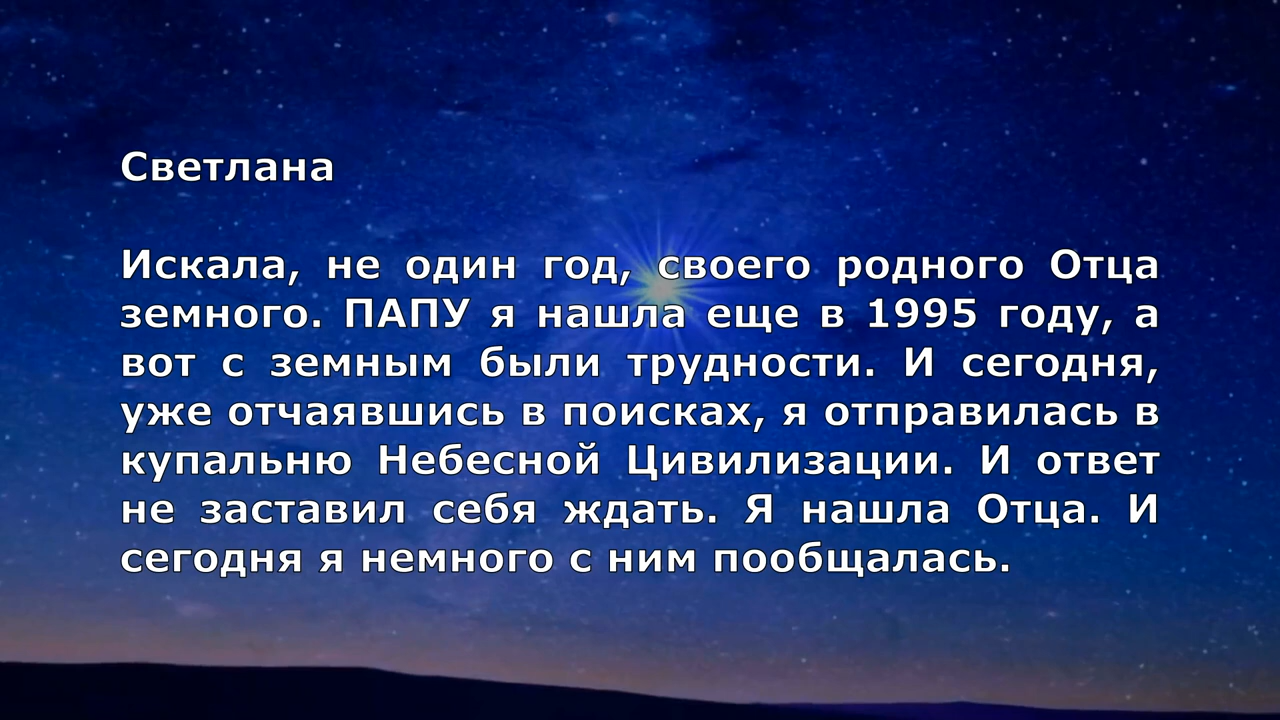 Светлана
Искала, не один год, своего родного Отца
земного. ПАПУ я нашла еще в 1995 году, а
вот с земным были трудности. И сегодня,
уже отчаявшись в поисках, я отправилась в
купальню Небесной Цивилизации. И ответ
не заставил себя ждать. Я нашла Отца. И
сегодня я немного с ним пообщалась.